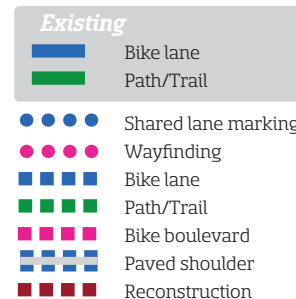 Existing
Bike lane
Path/Trail
Shared lane marking
Wayfinding
Bike lane
Path/Trail
Bike boulevard
Paved shoulder
Reconstruction